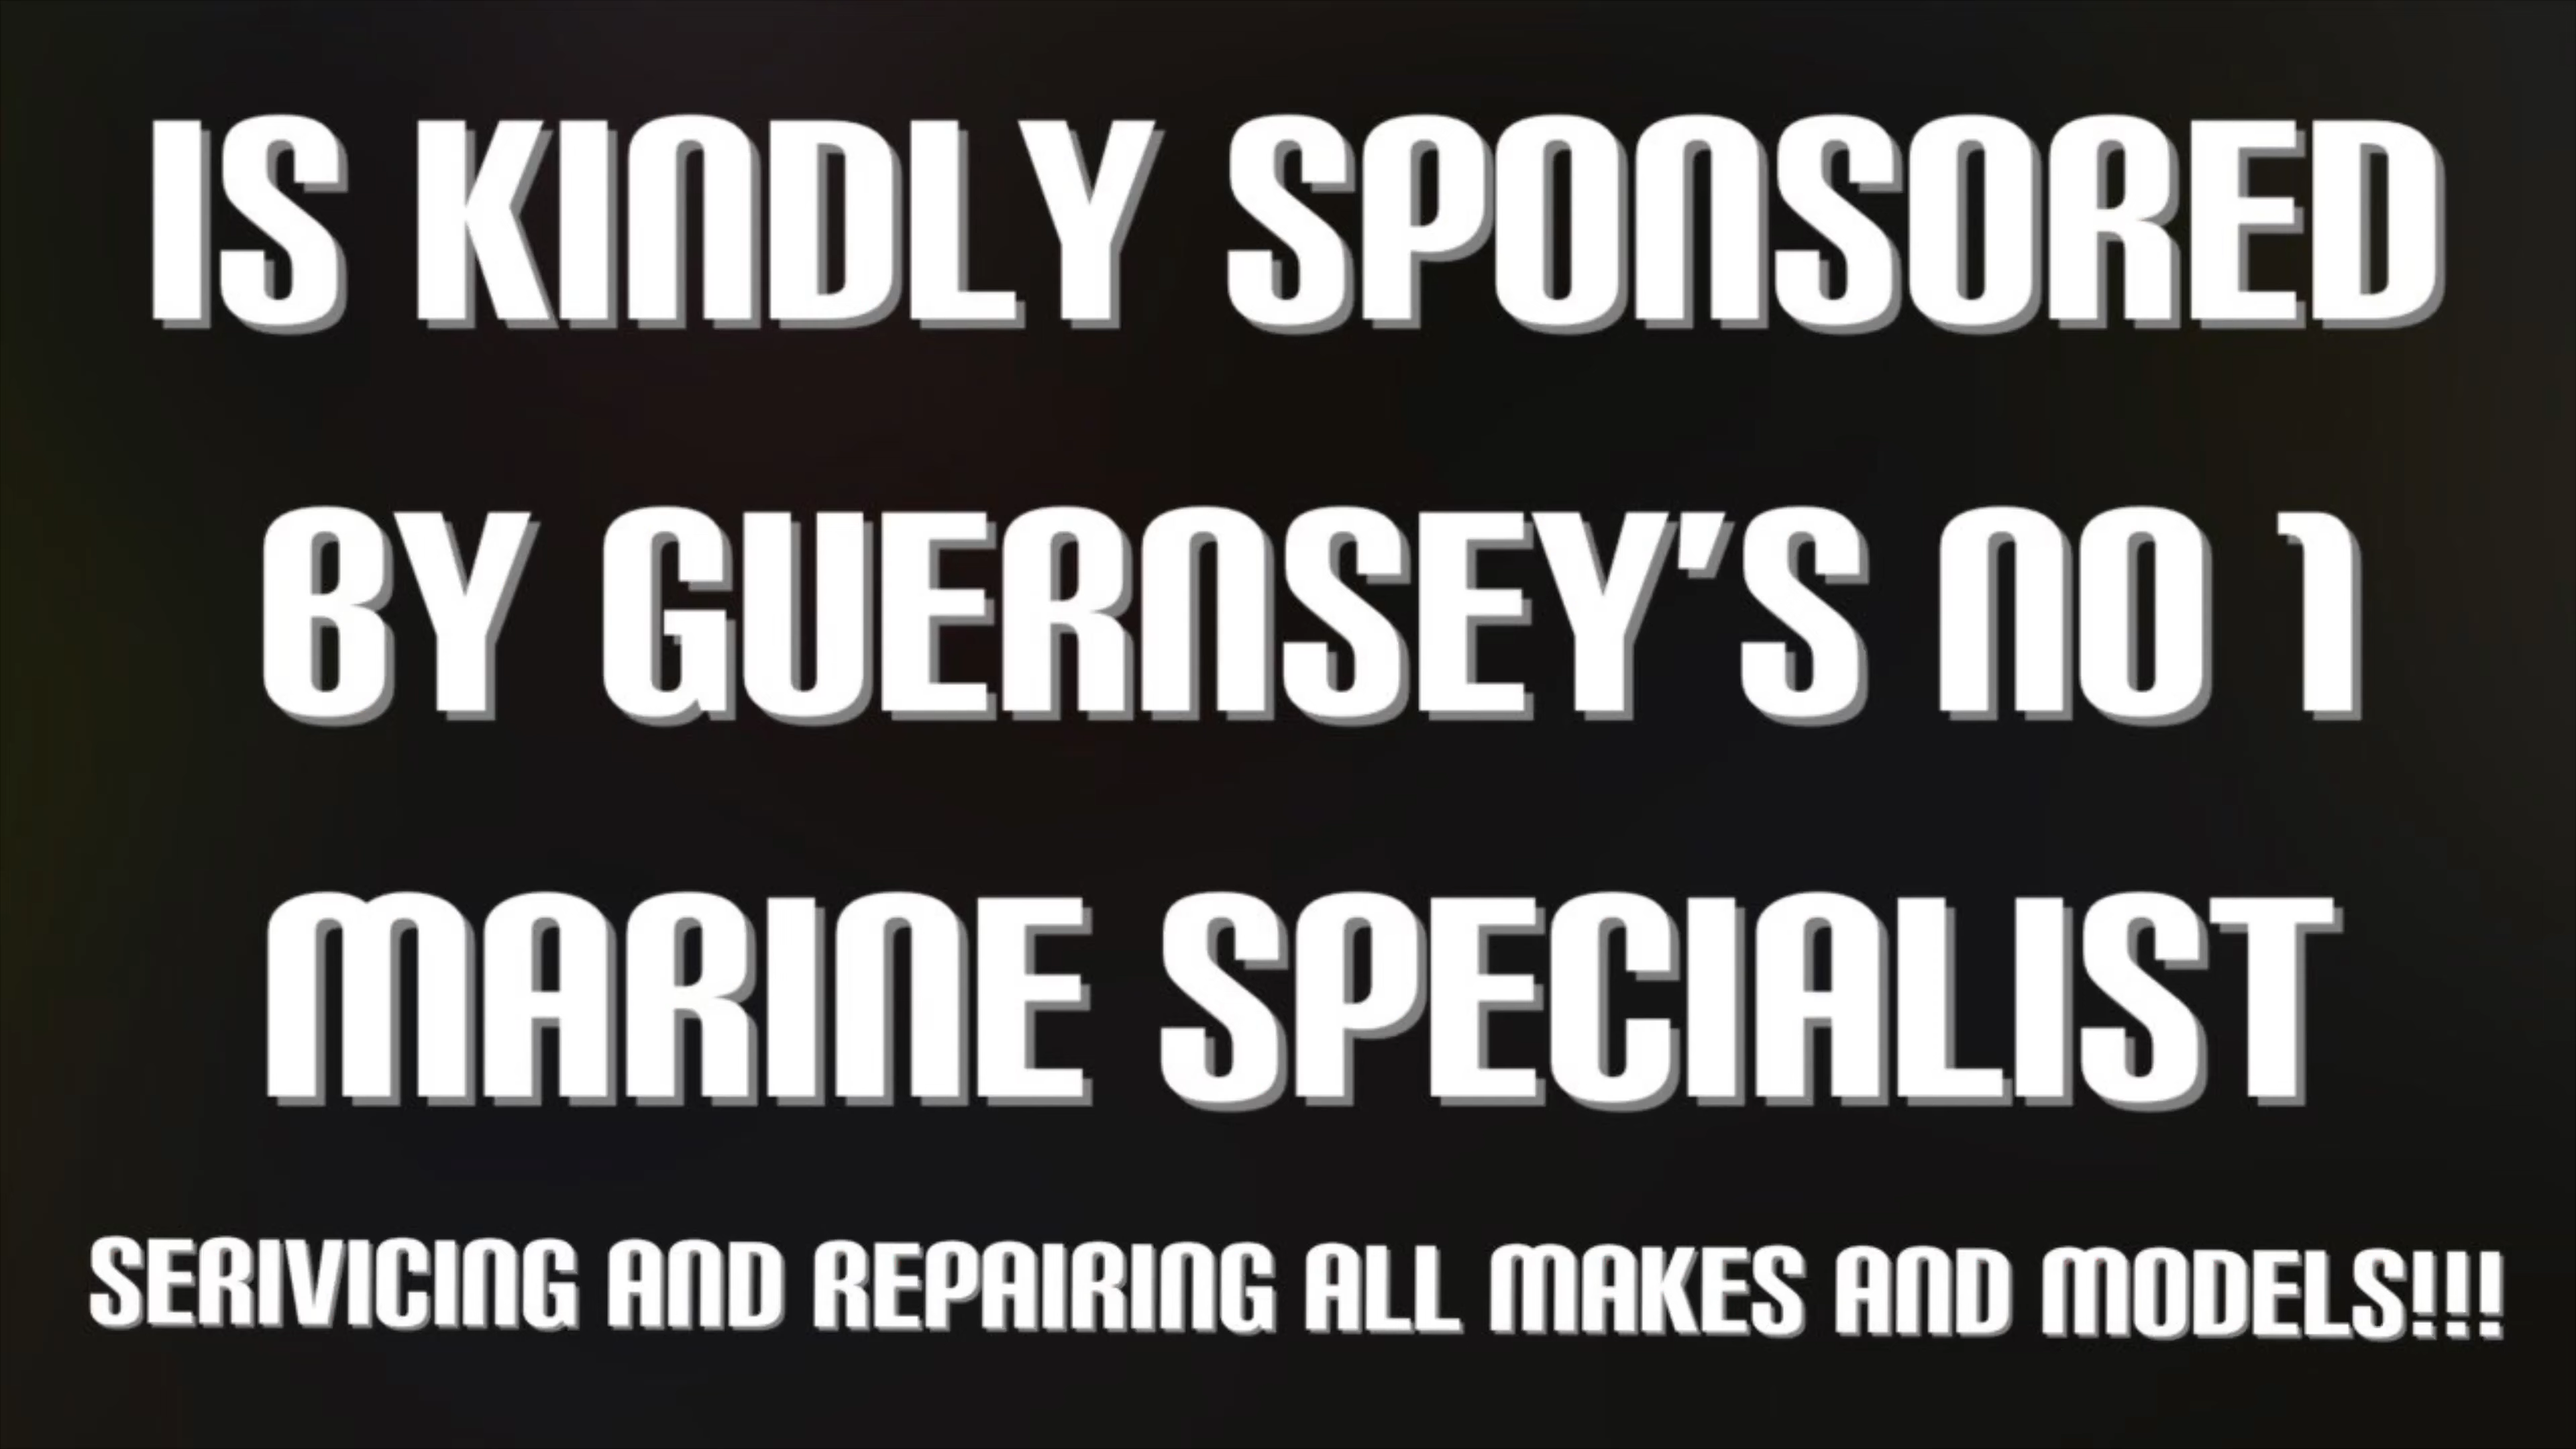 IS KINDLY SPONSORED
BY GUERNSEY'S NO 1
MARINE SPECIALIST
SERIVICING AND REPAIRING ALL MAKES AND MODELS!!!